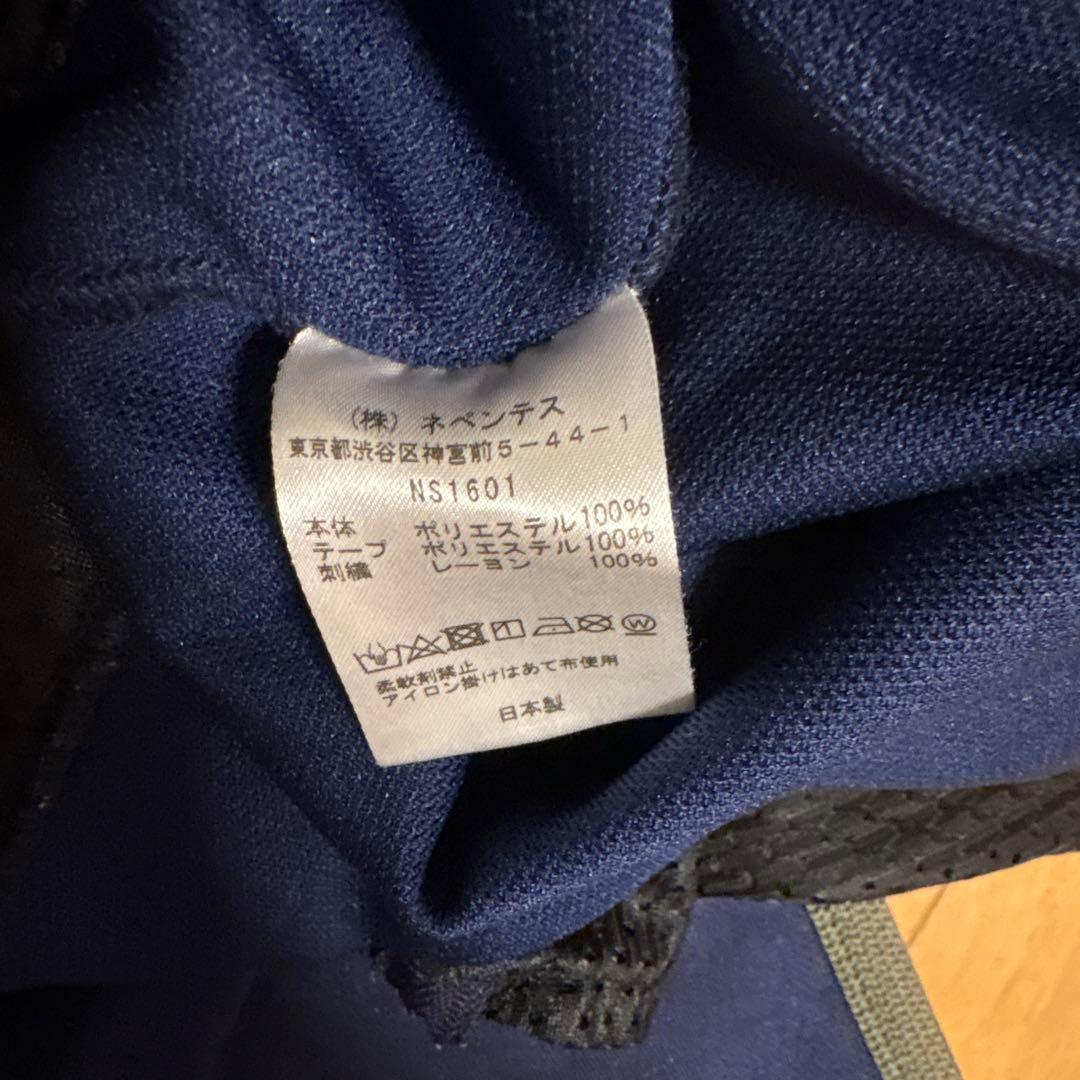 （株）ネペンテス
東京都渋谷区神宮前5-44-1
NS1601
本体 ポリエステル100%
テープ ポリエステル100%
刺繍 レーヨン 100%
W
柔軟剤禁止
アイロン掛けはあて布使用
日本製